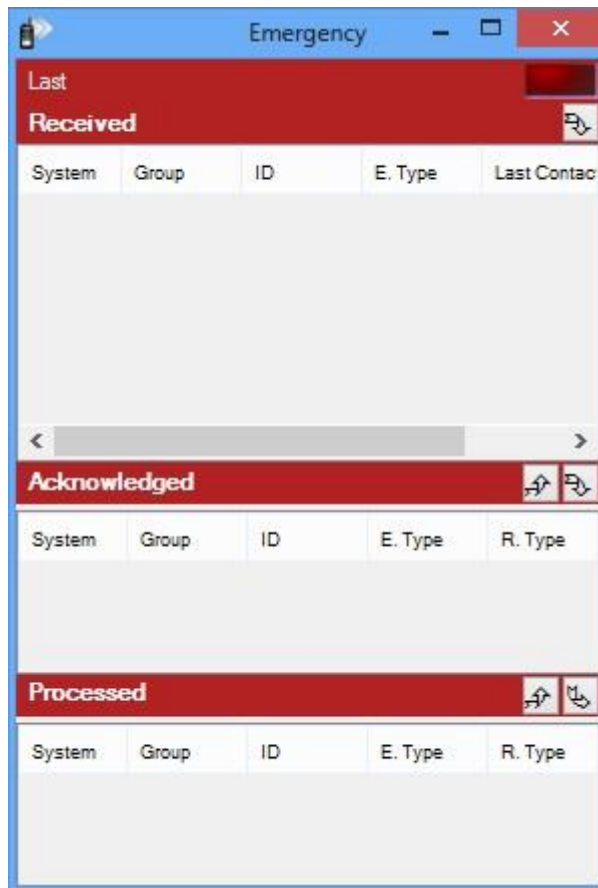 Emergency
Last
Received
System Group ID E. Type Last Contac
Acknowledged
System Group ID E. Type R. Type
Processed
System Group ID E. Type R. Type